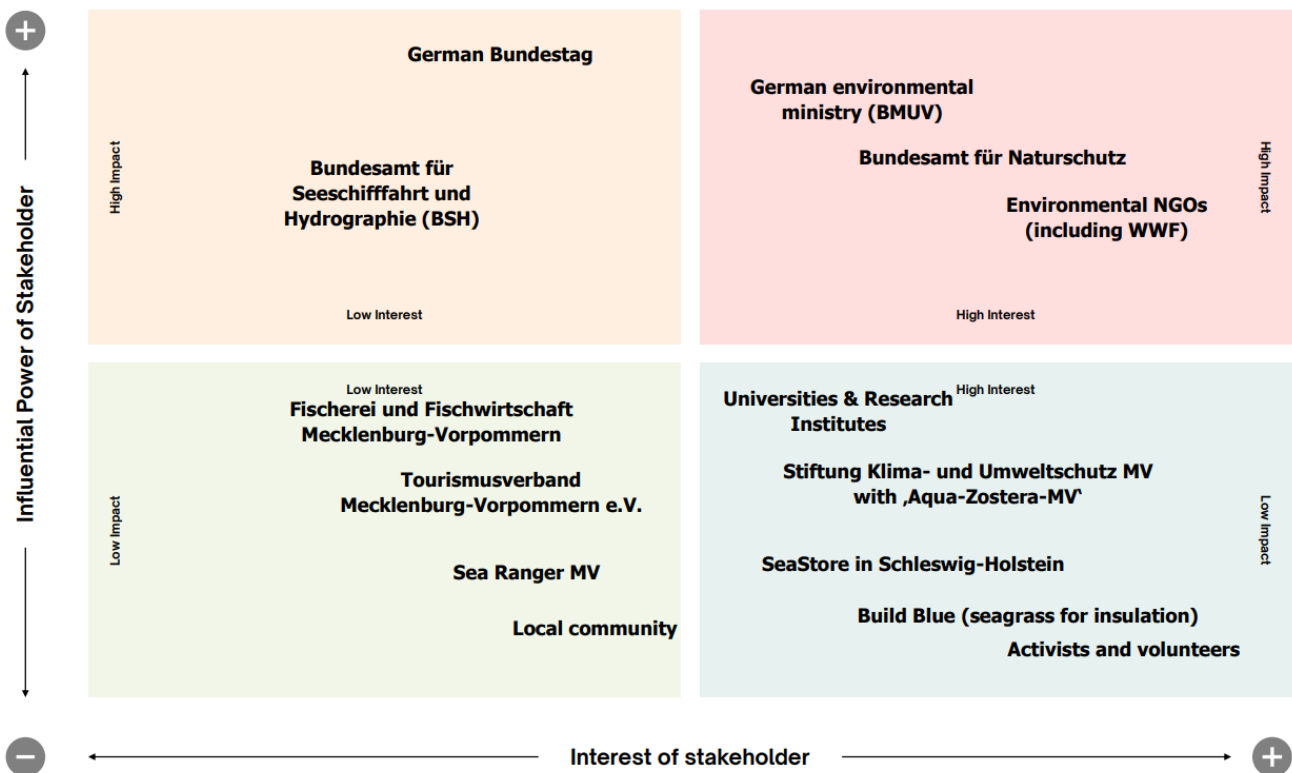 +
Influential Power of Stakeholder
High Impact
German Bundestag
Bundesamt für
Seeschifffahrt und
Hydrographie (BSH)
Low Interest
German environmental
ministry (BMUV)
Bundesamt für Naturschutz
Environmental NGOs
(including WWF)
High Impact
High Interest
Low Interest
Fischerei und Fischwirtschaft
Mecklenburg-Vorpommern
Tourismusverband
Mecklenburg-Vorpommern e.V.
Low Impact
Sea Ranger MV
Local community
High Interest
Universities & Research
Institutes
Stiftung Klima- und Umweltschutz MV
with ‚Aqua-Zostera-MV‘
Low Impact
SeaStore in Schleswig-Holstein
Build Blue (seagrass for insulation)
Activists and volunteers
−
Interest of stakeholder
+